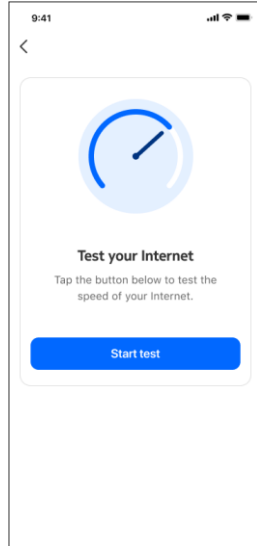 9:41
Test your Internet
Tap the button below to test the
speed of your Internet.
Start test